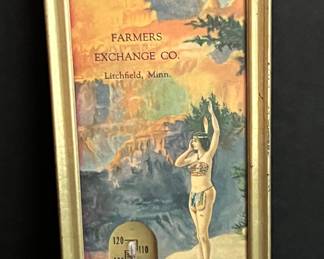 FARMERS
EXCHANGE CO.
Litchfield, Minn.
120
110